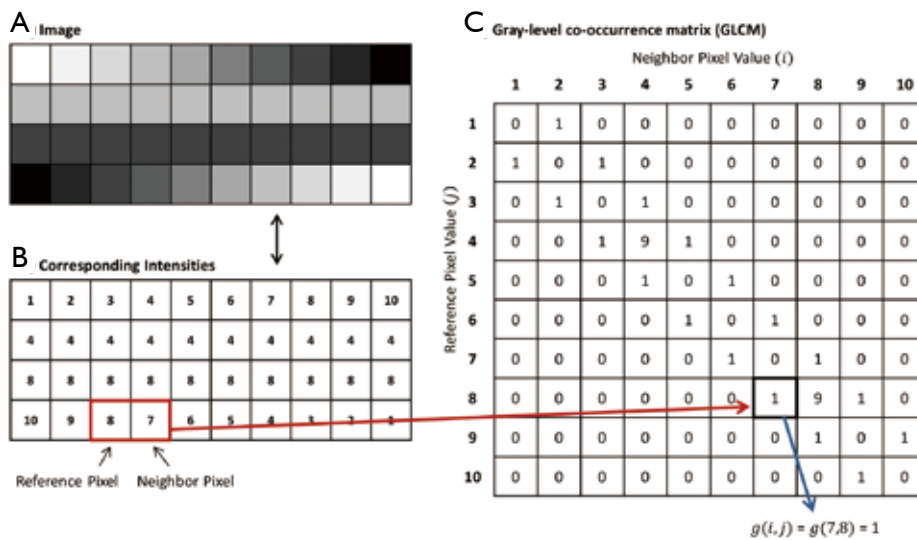 A Image
B Corresponding Intensities
1 2 3 4 5 6 7 8 9 10
4 4 4 4 4 4 4 4 4 4
8 8 8 8 8 8 8 8 8 8
10 9 8 7 6 5 4 3 2 1
Reference Pixel Neighbor Pixel
C Gray-level co-occurrence matrix (GLCM)
Neighbor Pixel Value (i)
Reference Pixel Value (j)
1 2 3 4 5 6 7 8 9 10
1 0 1 0 0 0 0 0 0 0 0
2 1 0 1 0 0 0 0 0 0 0
3 0 1 0 1 0 0 0 0 0 0
4 0 0 1 9 1 0 0 0 0 0
5 0 0 0 1 0 1 0 0 0 0
6 0 0 0 0 1 0 1 0 0 0
7 0 0 0 0 0 1 0 1 0 0
8 0 0 0 0 0 0 1 9 1 0
9 0 0 0 0 0 0 0 1 0 1
10 0 0 0 0 0 0 0 0 1 0
g(i,j) = g(7,8) = 1